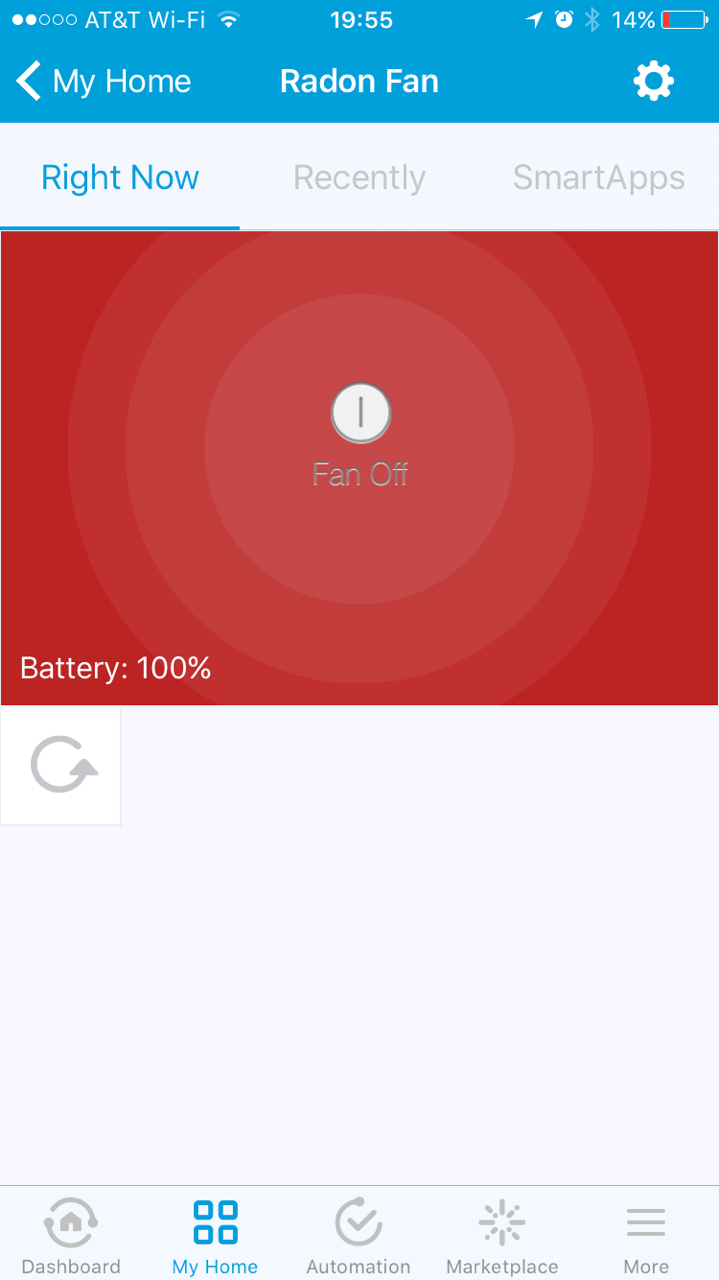 AT&T Wi-Fi 19:55 14%
My Home Radon Fan
Right Now Recently SmartApps
Fan Off
Battery: 100%
Dashboard My Home Automation Marketplace More